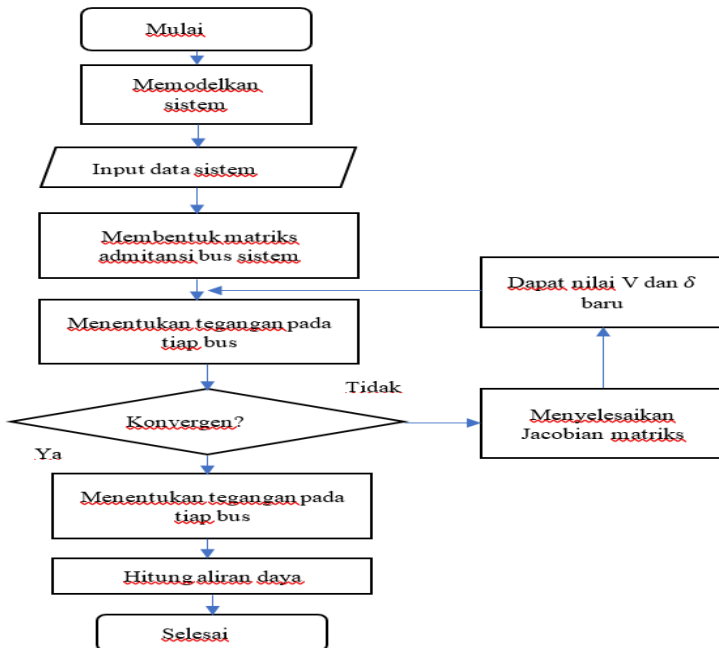 Mulai
Memodelkan
sistem
Input data sistem
Membentuk matriks
admitansi bus sistem
Dapat nilai V dan δ
baru
Menentukan tegangan pada
tiap bus
Tidak
Konvergen?
Menyelesaikan
Jacobian matriks
Ya
Menentukan tegangan pada
tiap bus
Hitung aliran daya
Selesai